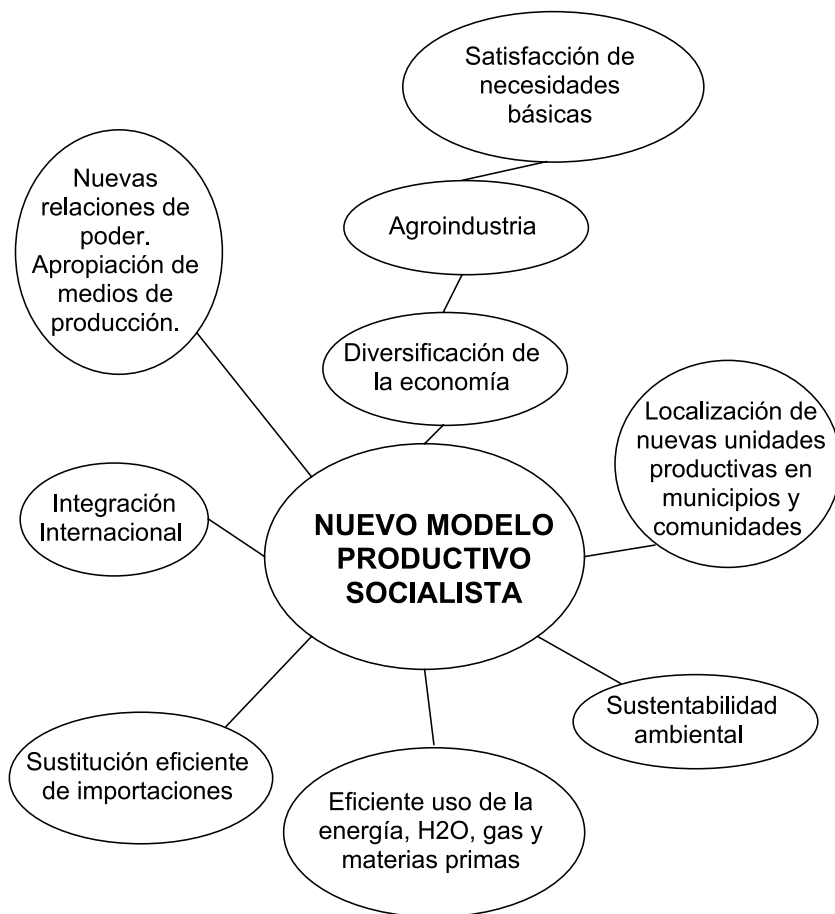 Satisfacción de
necesidades
básicas
Nuevas
relaciones de
poder.
Apropiación de
medios de
producción.
Agroindustria
Diversificación de
la economía
Localización de
nuevas unidades
productivas en
municipios y
comunidades
Integración
Internacional
NUEVO MODELO
PRODUCTIVO
SOCIALISTA
Sustentabilidad
ambiental
Sustitución eficiente
de importaciones
Eficiente uso de la
energía, H2O, gas y
materias primas